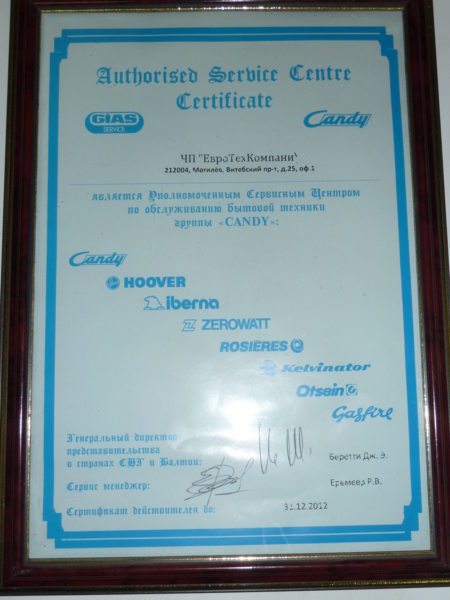 Authorised Service Centre
Certificate
GIAS
SERVICE
Candy
ЧП "ЕвроТехКомпани"
212004, Могилев, Витебский пр-т, д.25, оф.1
является Уполномоченным Сервисным Центром
по обслуживанию бытовой техники
группы «CANDY»:
Candy
HOOVER
iberna
ZEROWATT
ROSIERES
Kelvinator
Otsein
Gasfire
Генеральный директор
представительства
в странах СНГ и Балтии:
Беретти Дж. Э.
Сервис менеджер:
Еремеев Р.В.
Сертификат действителен до:
31.12.2012